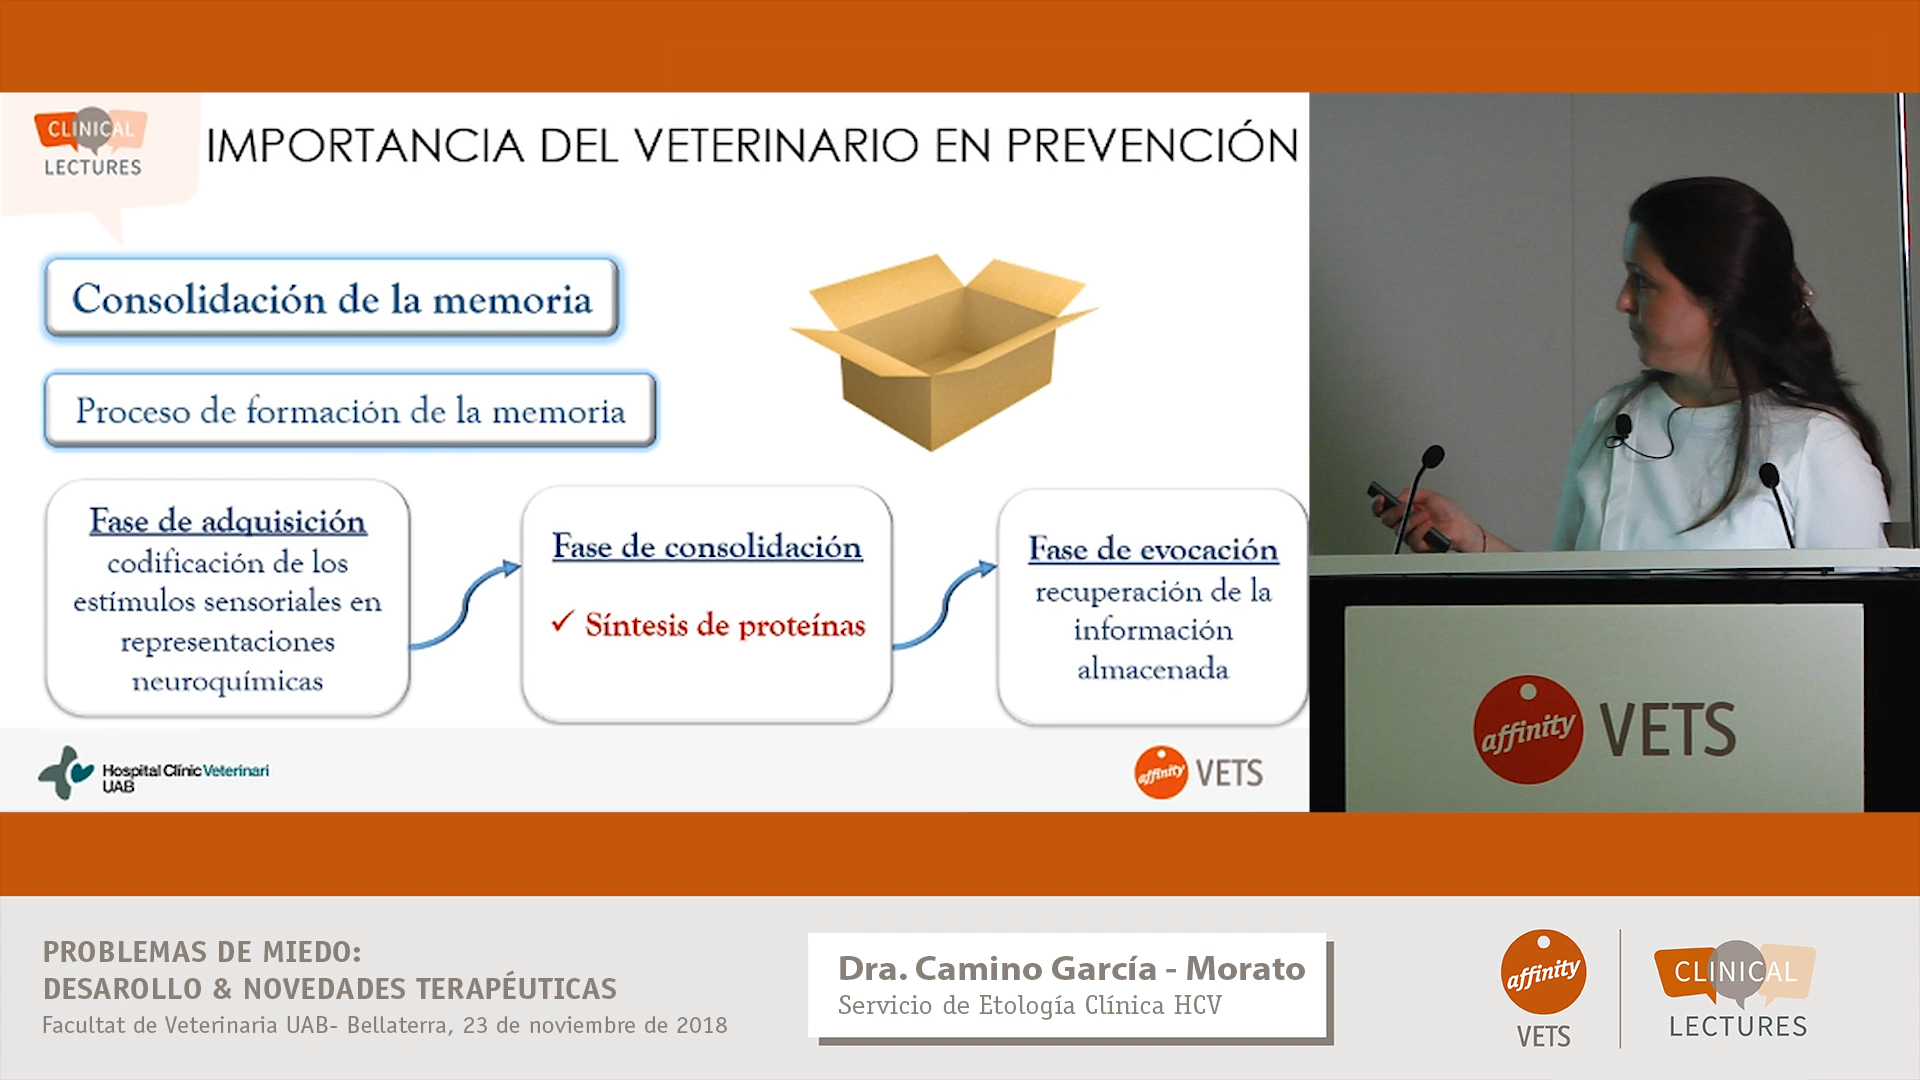 CLINICAL
LECTURES
IMPORTANCIA DEL VETERINARIO EN PREVENCIÓN
Consolidación de la memoria
Proceso de formación de la memoria
Fase de adquisición
codificación de los
estímulos sensoriales en
representaciones
neuroquímicas
Fase de consolidación
✓ Síntesis de proteínas
Fase de evocación
recuperación de la
información
almacenada
Hospital Clínic Veterinari
UAB
affinity VETS
affinity VETS
PROBLEMAS DE MIEDO:
DESAROLLO & NOVEDADES TERAPÉUTICAS
Facultat de Veterinaria UAB- Bellaterra, 23 de noviembre de 2018
Dra. Camino García - Morato
Servicio de Etología Clínica HCV
affinity
VETS
CLINICAL
LECTURES